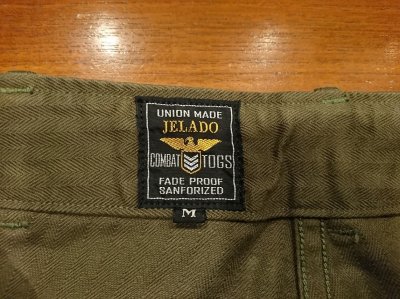 UNION MADE
JELADO
COMBAT TOGS
FADE PROOF
SANFORIZED
M